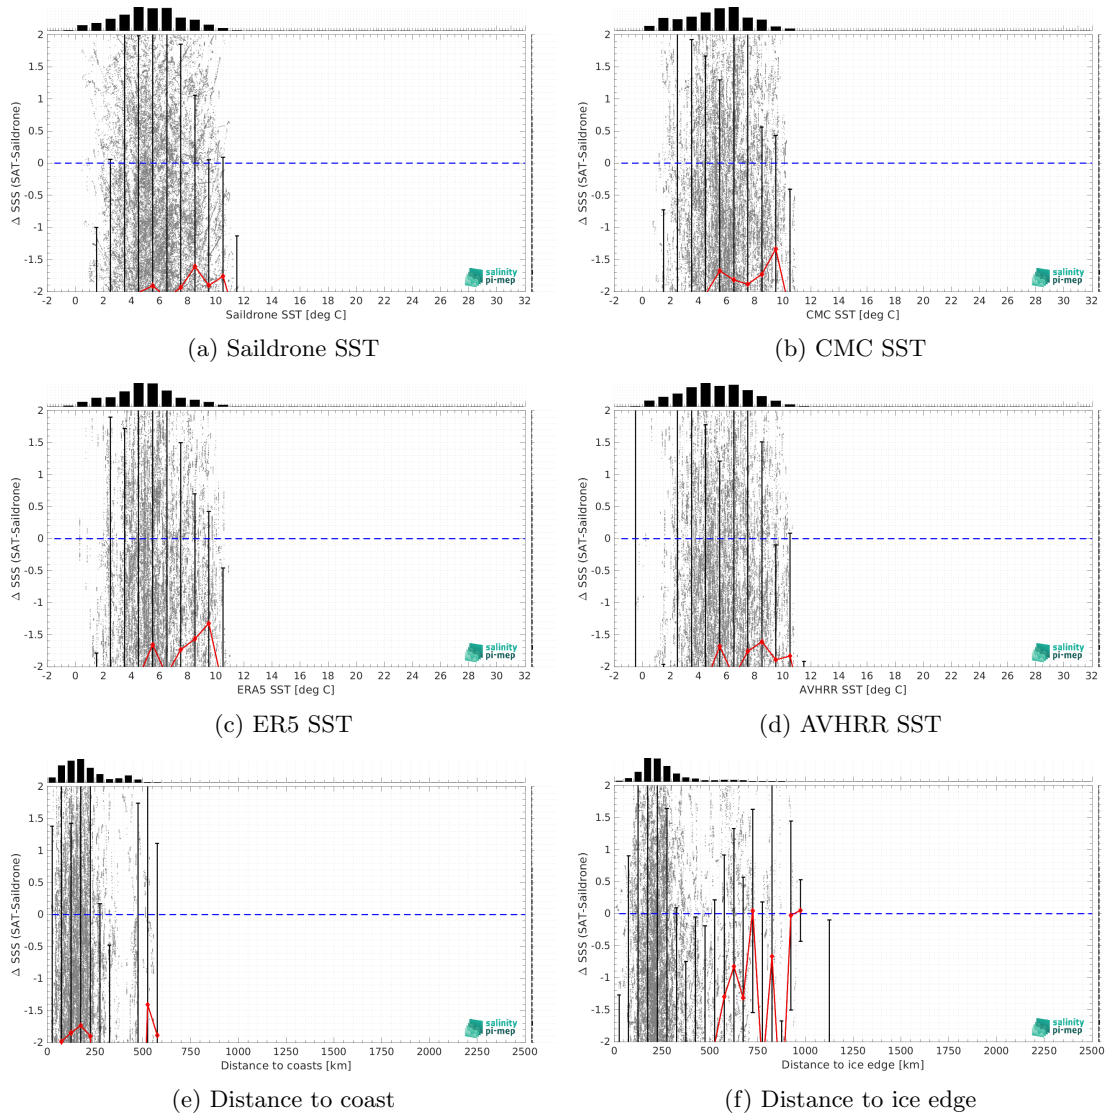 2
1.5
1
0.5
0
-0.5
-1
-1.5
-2
Δ SSS (SAT-Saildrone)
-2 0 2 4 6 8 10 12 14 16 18 20 22 24 26 28 30 32
Saildrone SST [deg C]
salinity
pi-mep
(a) Saildrone SST
2
1.5
1
0.5
0
-0.5
-1
-1.5
-2
Δ SSS (SAT-Saildrone)
-2 0 2 4 6 8 10 12 14 16 18 20 22 24 26 28 30 32
CMC SST [deg C]
salinity
pi-mep
(b) CMC SST
2
1.5
1
0.5
0
-0.5
-1
-1.5
-2
Δ SSS (SAT-Saildrone)
-2 0 2 4 6 8 10 12 14 16 18 20 22 24 26 28 30 32
ERA5 SST [deg C]
salinity
pi-mep
(c) ER5 SST
2
1.5
1
0.5
0
-0.5
-1
-1.5
-2
Δ SSS (SAT-Saildrone)
-2 0 2 4 6 8 10 12 14 16 18 20 22 24 26 28 30 32
AVHRR SST [deg C]
salinity
pi-mep
(d) AVHRR SST
2
1.5
1
0.5
0
-0.5
-1
-1.5
-2
Δ SSS (SAT-Saildrone)
0 250 500 750 1000 1250 1500 1750 2000 2250 2500
Distance to coasts [km]
salinity
pi-mep
(e) Distance to coast
2
1.5
1
0.5
0
-0.5
-1
-1.5
-2
Δ SSS (SAT-Saildrone)
0 250 500 750 1000 1250 1500 1750 2000 2250 2500
Distance to ice edge [km]
salinity
pi-mep
(f) Distance to ice edge